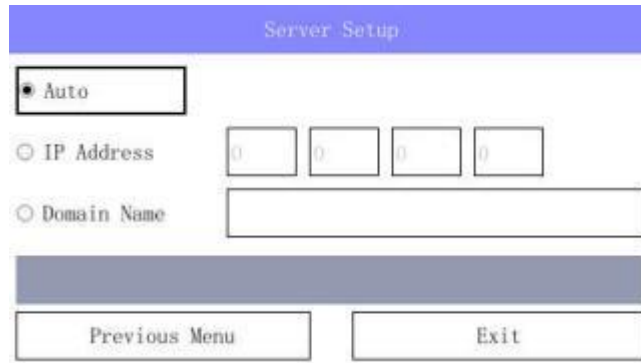 Server Setup
Auto
IP Address 0 0 0 0
Domain Name
Previous Menu Exit